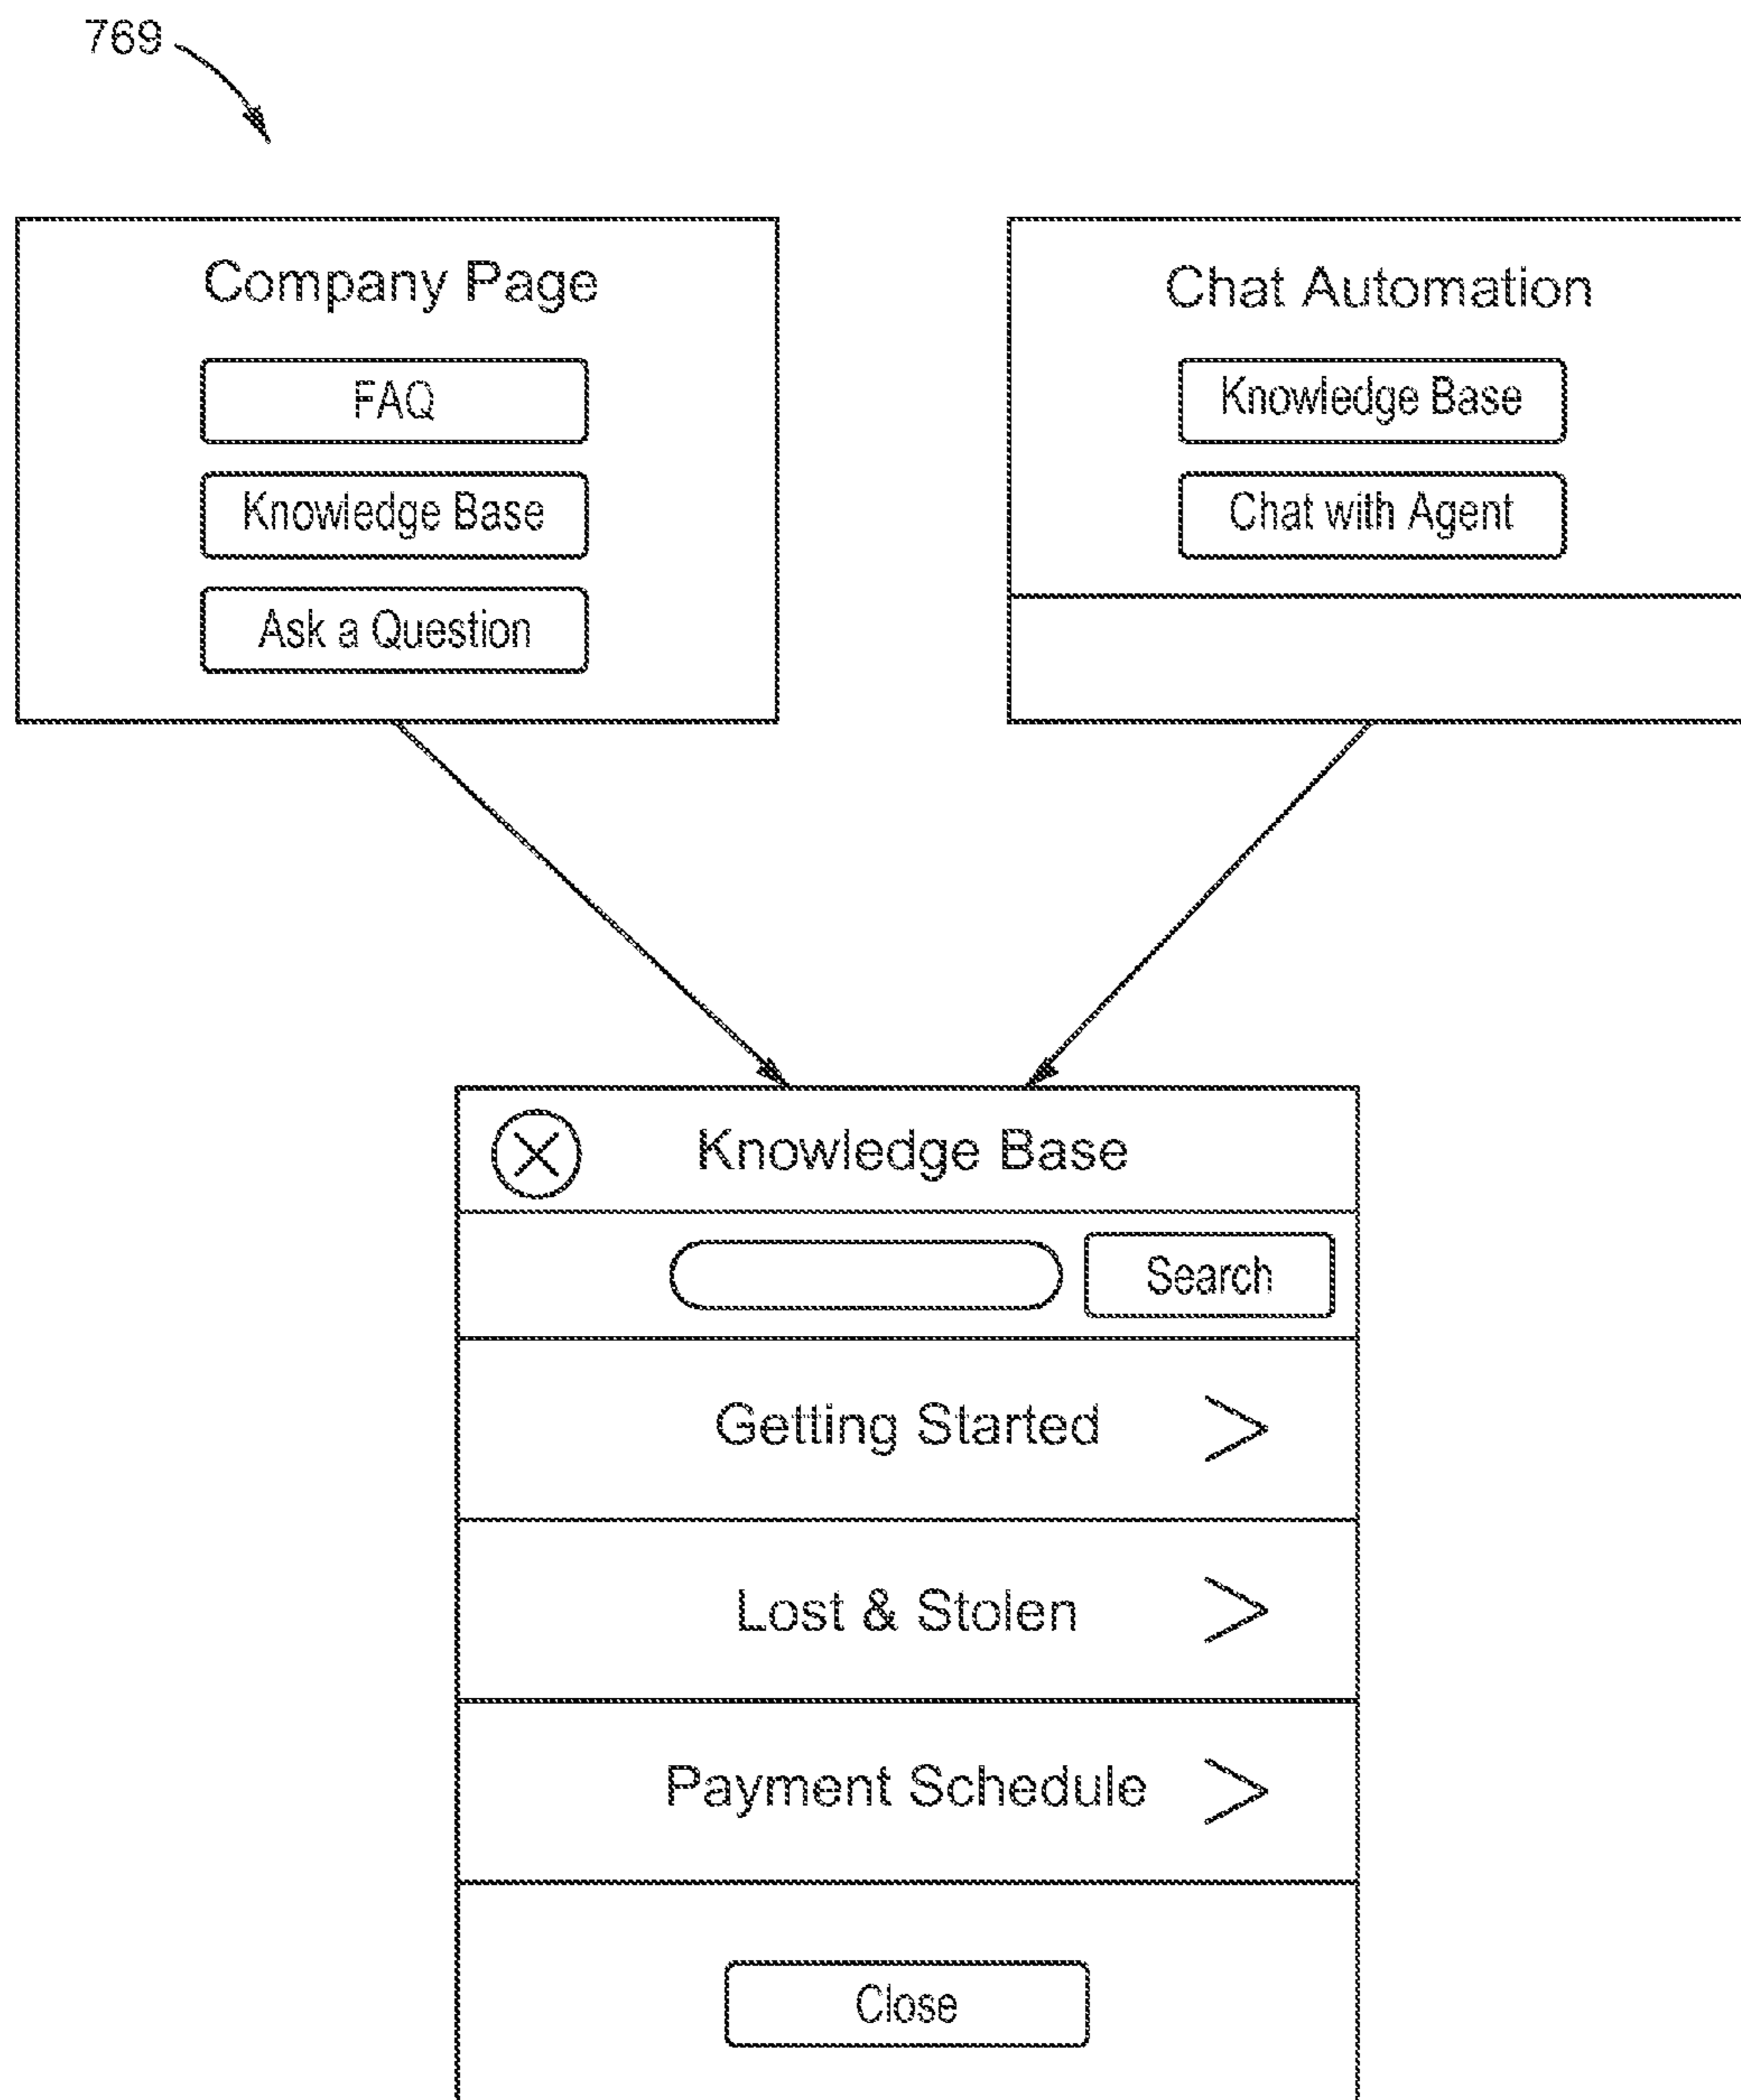 769
Company Page
FAQ
Knowledge Base
Ask a Question
Chat Automation
Knowledge Base
Chat with Agent
Knowledge Base
Search
Getting Started
Lost & Stolen
Payment Schedule
Close